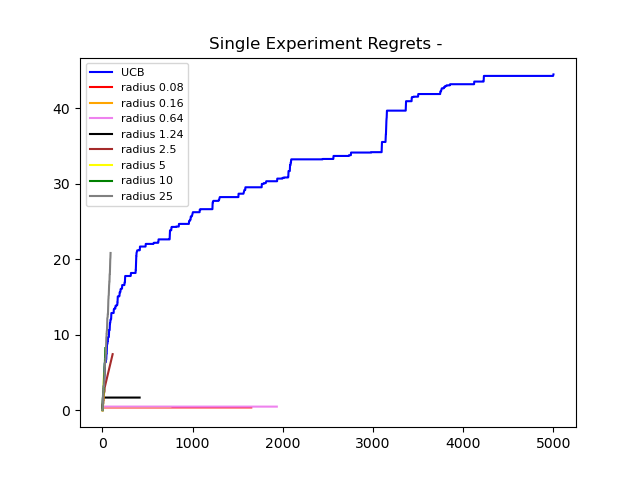 Single Experiment Regrets -
UCB
radius 0.08
radius 0.16
radius 0.64
radius 1.24
radius 2.5
radius 5
radius 10
radius 25
40
30
20
10
0
0 1000 2000 3000 4000 5000